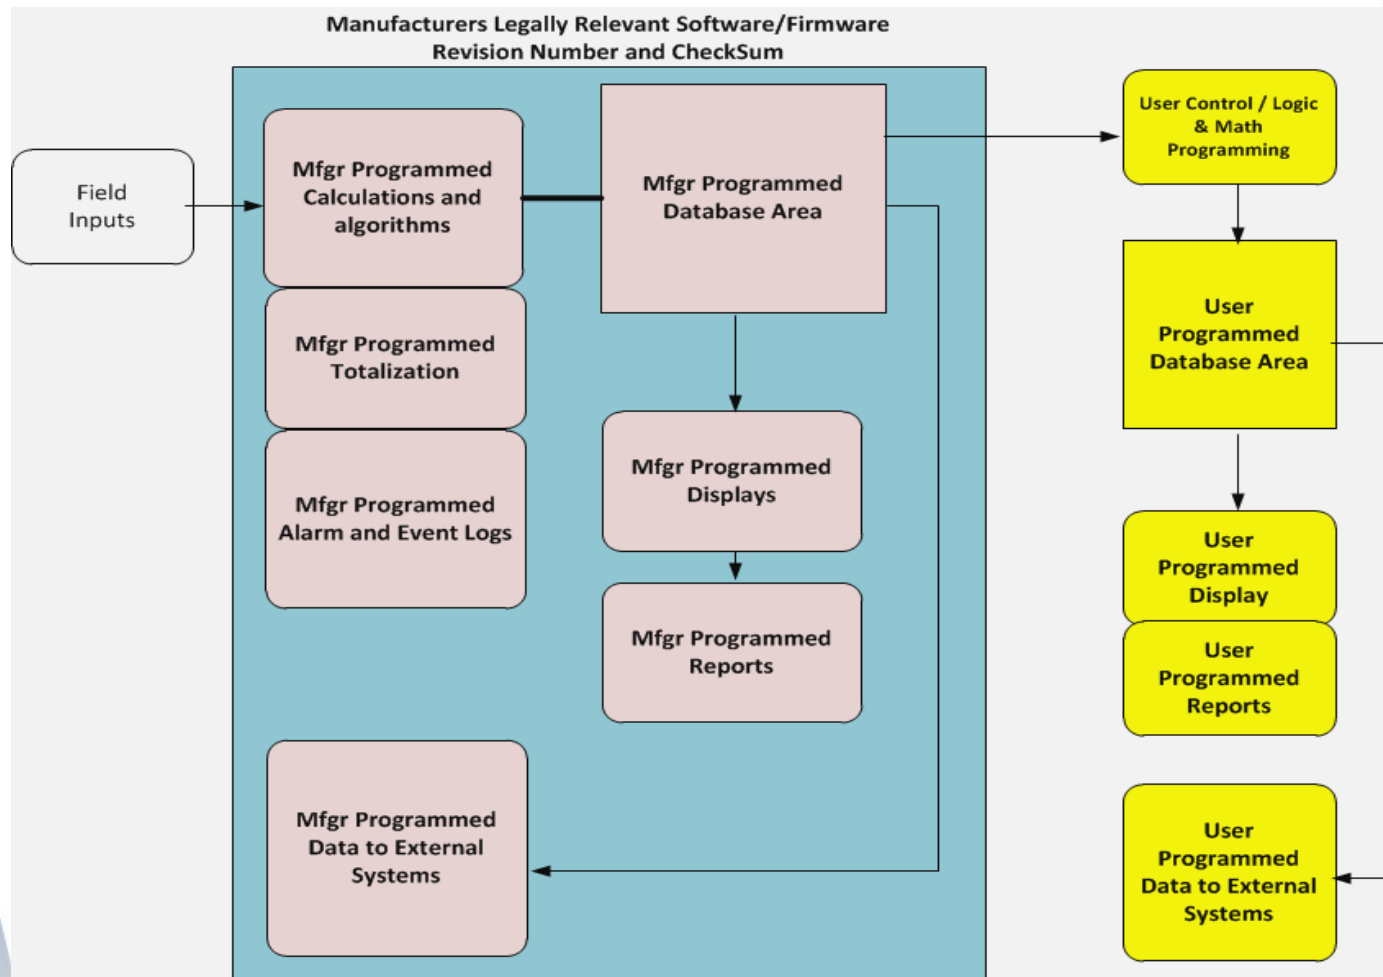 Manufacturers Legally Relevant Software/Firmware
Revision Number and CheckSum
Field
Inputs
Mfgr Programmed
Calculations and
algorithms
Mfgr Programmed
Totalization
Mfgr Programmed
Alarm and Event Logs
Mfgr Programmed
Database Area
Mfgr Programmed
Displays
Mfgr Programmed
Reports
Mfgr Programmed
Data to External
Systems
User Control / Logic
& Math
Programming
User
Programmed
Database Area
User
Programmed
Display
User
Programmed
Reports
User
Programmed
Data to External
Systems